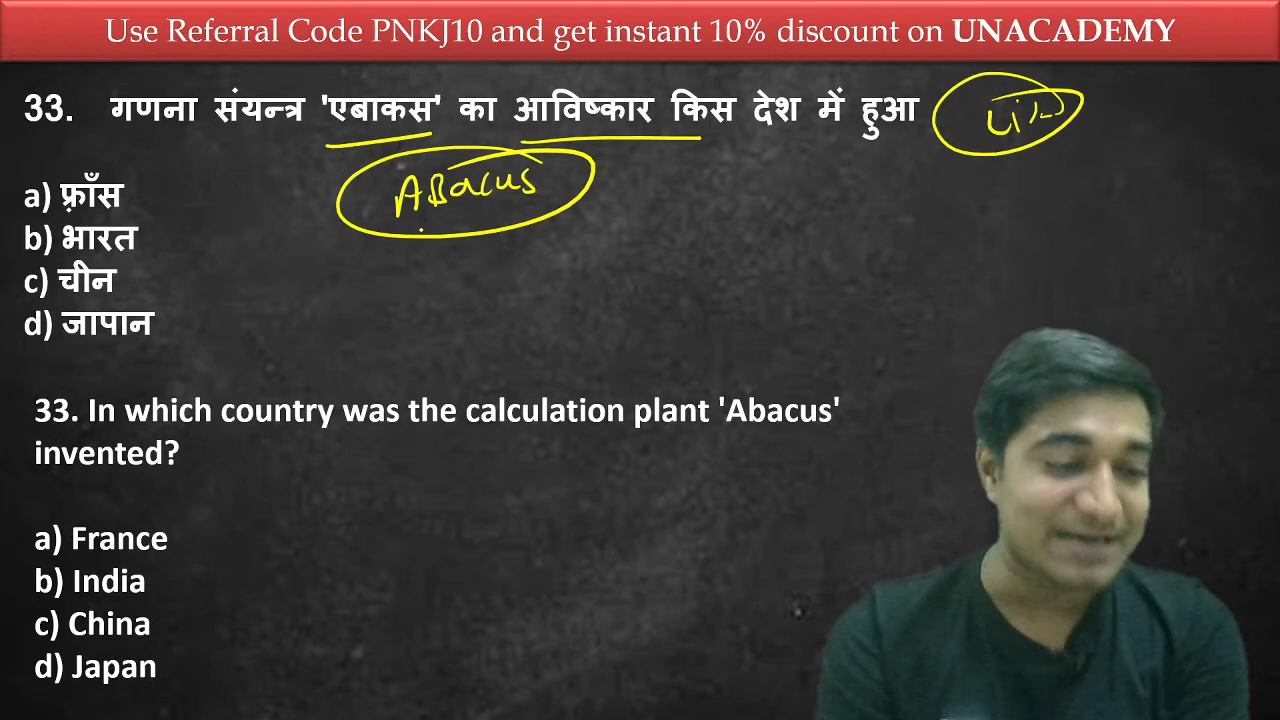 Use Referral Code PNKJ10 and get instant 10% discount on UNACADEMY
33. गणना संयन्त्र 'एबाकस' का आविष्कार किस देश में हुआ
Abacus
a) फ़्राँस
b) भारत
c) चीन
d) जापान
33. In which country was the calculation plant 'Abacus'
invented?
a) France
b) India
c) China
d) Japan